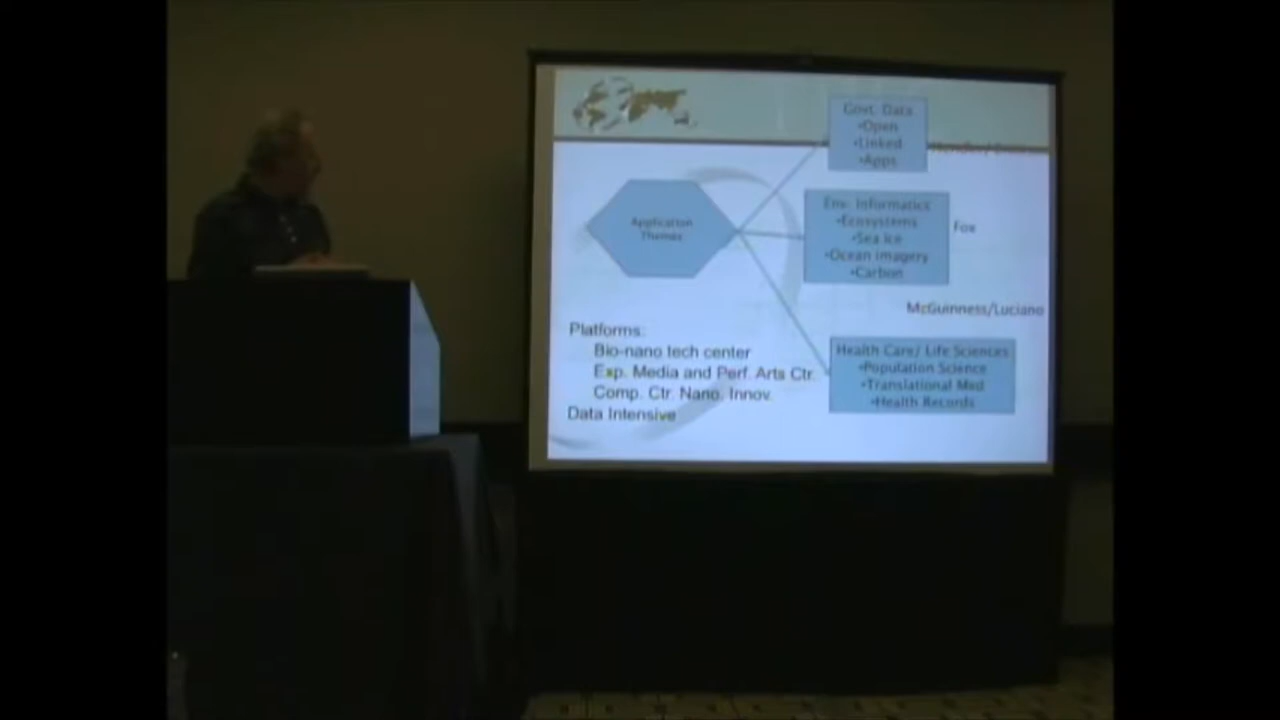 Govt. Data
•Open
•Linked
•Apps
Application
Themes
Env. Informatics
•Ecosystems
•Sea ice
•Ocean imagery
•Carbon
Fox
McGuinness/Luciano
Health Care/ Life Sciences
•Population Science
•Translational Med
•Health Records
Platforms:
Bio-nano tech center
Exp. Media and Perf. Arts Ctr.
Comp. Ctr. Nano. Innov.
Data Intensive